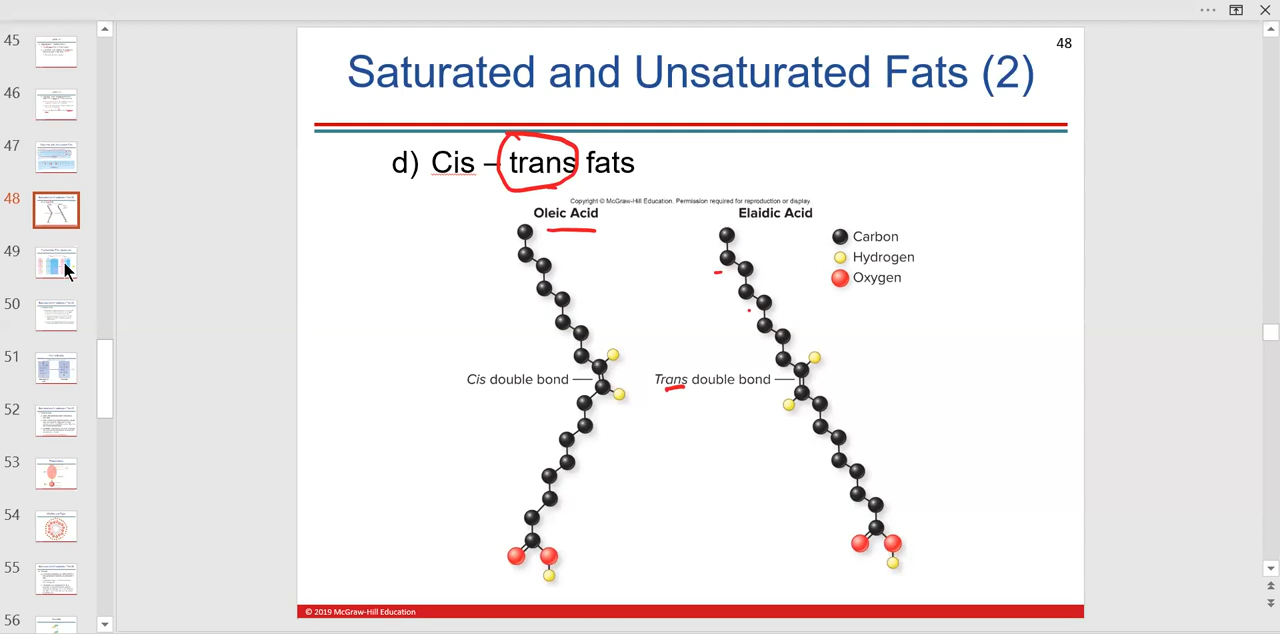 45
46
47
48
49
50
51
52
53
54
55
56
48
Saturated and Unsaturated Fats (2)
d) Cis – trans fats
Copyright © McGraw-Hill Education. Permission required for reproduction or display.
Oleic Acid
Elaidic Acid
Carbon
Hydrogen
Oxygen
Cis double bond
Trans double bond
© 2019 McGraw-Hill Education